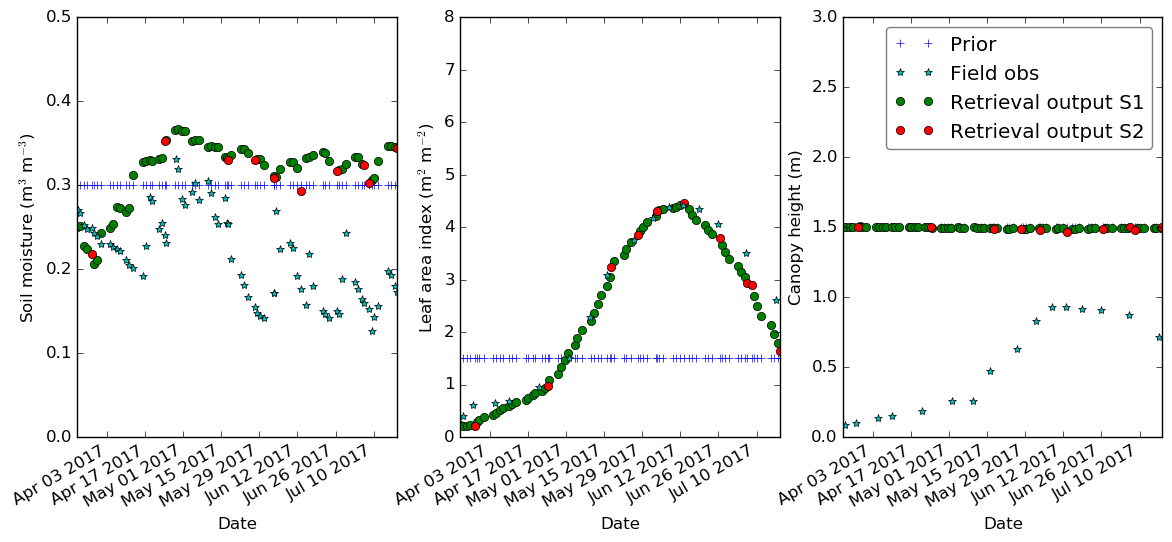 0.5
0.4
0.3
0.2
0.1
0.0
Soil moisture (m³ m⁻³)
Apr 03 2017
Apr 17 2017
May 01 2017
May 15 2017
May 29 2017
Jun 12 2017
Jun 26 2017
Jul 10 2017
Date
8
7
6
5
4
3
2
1
0
Leaf area index (m² m⁻²)
Apr 03 2017
Apr 17 2017
May 01 2017
May 15 2017
May 29 2017
Jun 12 2017
Jun 26 2017
Jul 10 2017
Date
3.0
2.5
2.0
1.5
1.0
0.5
0.0
Canopy height (m)
Prior
Field obs
Retrieval output S1
Retrieval output S2
Apr 03 2017
Apr 17 2017
May 01 2017
May 15 2017
May 29 2017
Jun 12 2017
Jun 26 2017
Jul 10 2017
Date